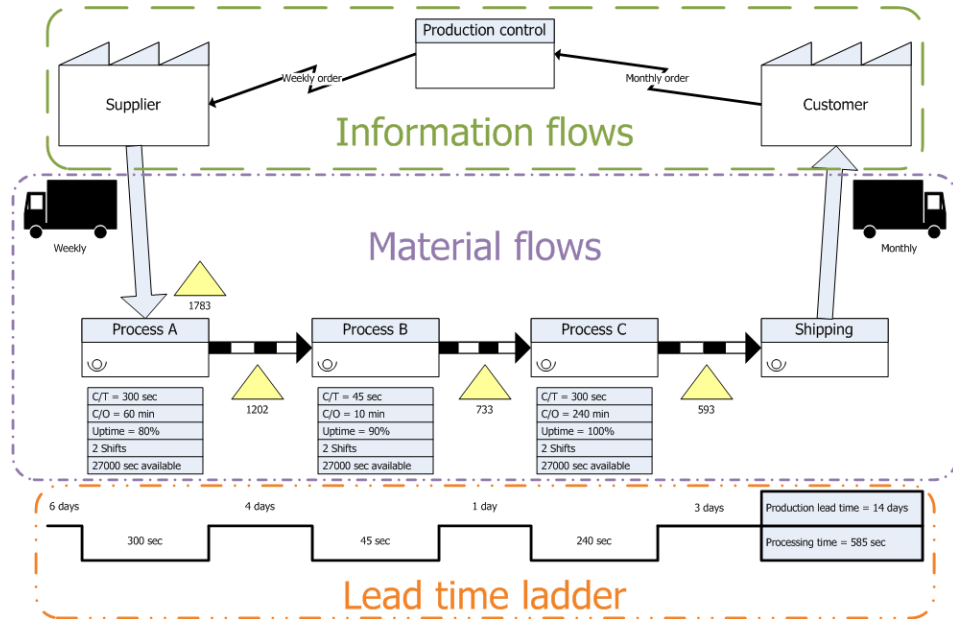 Production control
Weekly order
Monthly order
Supplier
Customer
Information flows
Weekly
Monthly
Material flows
1783
Process A
Process B
Process C
Shipping
1202
733
593
C/T = 300 sec
C/O = 60 min
Uptime = 80%
2 Shifts
27000 sec available
C/T = 45 sec
C/O = 10 min
Uptime = 90%
2 Shifts
27000 sec available
C/T = 300 sec
C/O = 240 min
Uptime = 100%
2 Shifts
27000 sec available
6 days
4 days
1 day
3 days
Production lead time = 14 days
300 sec
45 sec
240 sec
Processing time = 585 sec
Lead time ladder